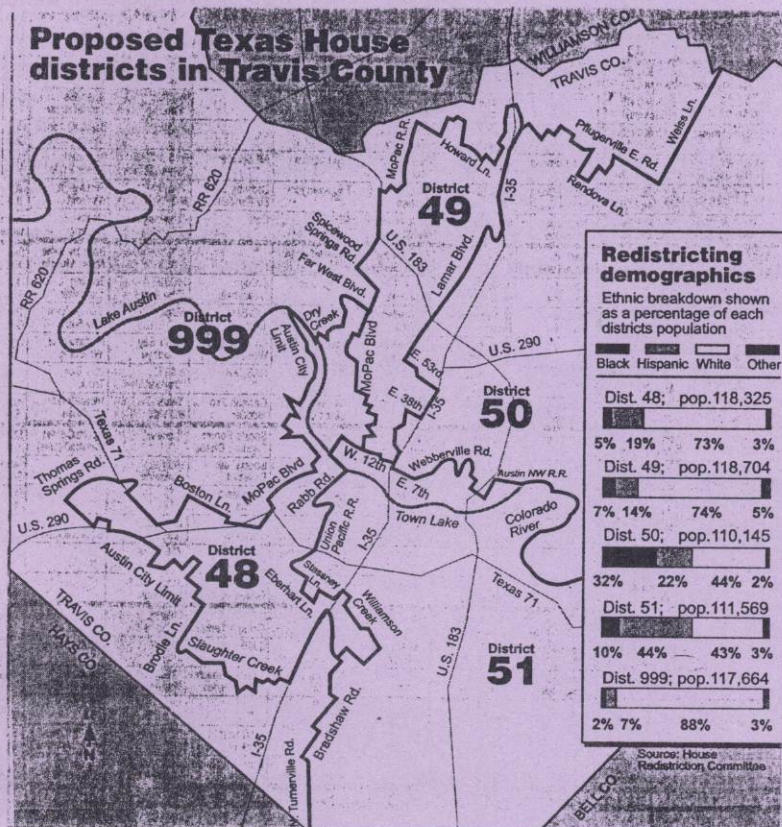 Proposed Texas House
districts in Travis County
WILLIAMSON CO.
TRAVIS CO.
RR 620
MoPac R.R.
Howard Ln.
Pflugerville E. Rd.
Weiss Ln.
Randova Ln.
I-35
District
49
Spicewood
Springs Rd.
U.S. 183
Lamar Blvd.
Far West Blvd.
RR 620
Lake Austin
District
999
Dry
Creek
Austin City
Limit
MoPac Blvd
E. 53rd
U.S. 290
E. 38th
I-35
District
50
Texas 71
MoPac Blvd
W. 12th
E. 7th
Webberville Rd.
Austin NW R.R.
Thomas
Springs Rd.
Boston Ln.
Rabb Rd.
Town Lake
Colorado
River
U.S. 290
Union
Pacific R.R.
I-35
Texas 71
Austin City Limit
District
48
Stassney
Ln.
Eberhart Ln.
Williamson
Creek
TRAVIS CO.
HAYS CO.
Brodie Ln.
Slaughter Creek
U.S. 183
District
51
I-35
Bradshaw Rd.
Turnerville Rd.
N
BELL CO.
Redistricting
demographics
Ethnic breakdown shown
as a percentage of each
districts population
Black Hispanic White Other
Dist. 48; pop.118,325
5% 19% 73% 3%
Dist. 49; pop.118,704
7% 14% 74% 5%
Dist. 50; pop.110,145
32% 22% 44% 2%
Dist. 51; pop.111,569
10% 44% 43% 3%
Dist. 999; pop.117,664
2% 7% 88% 3%
Source: House
Redistriction Committee